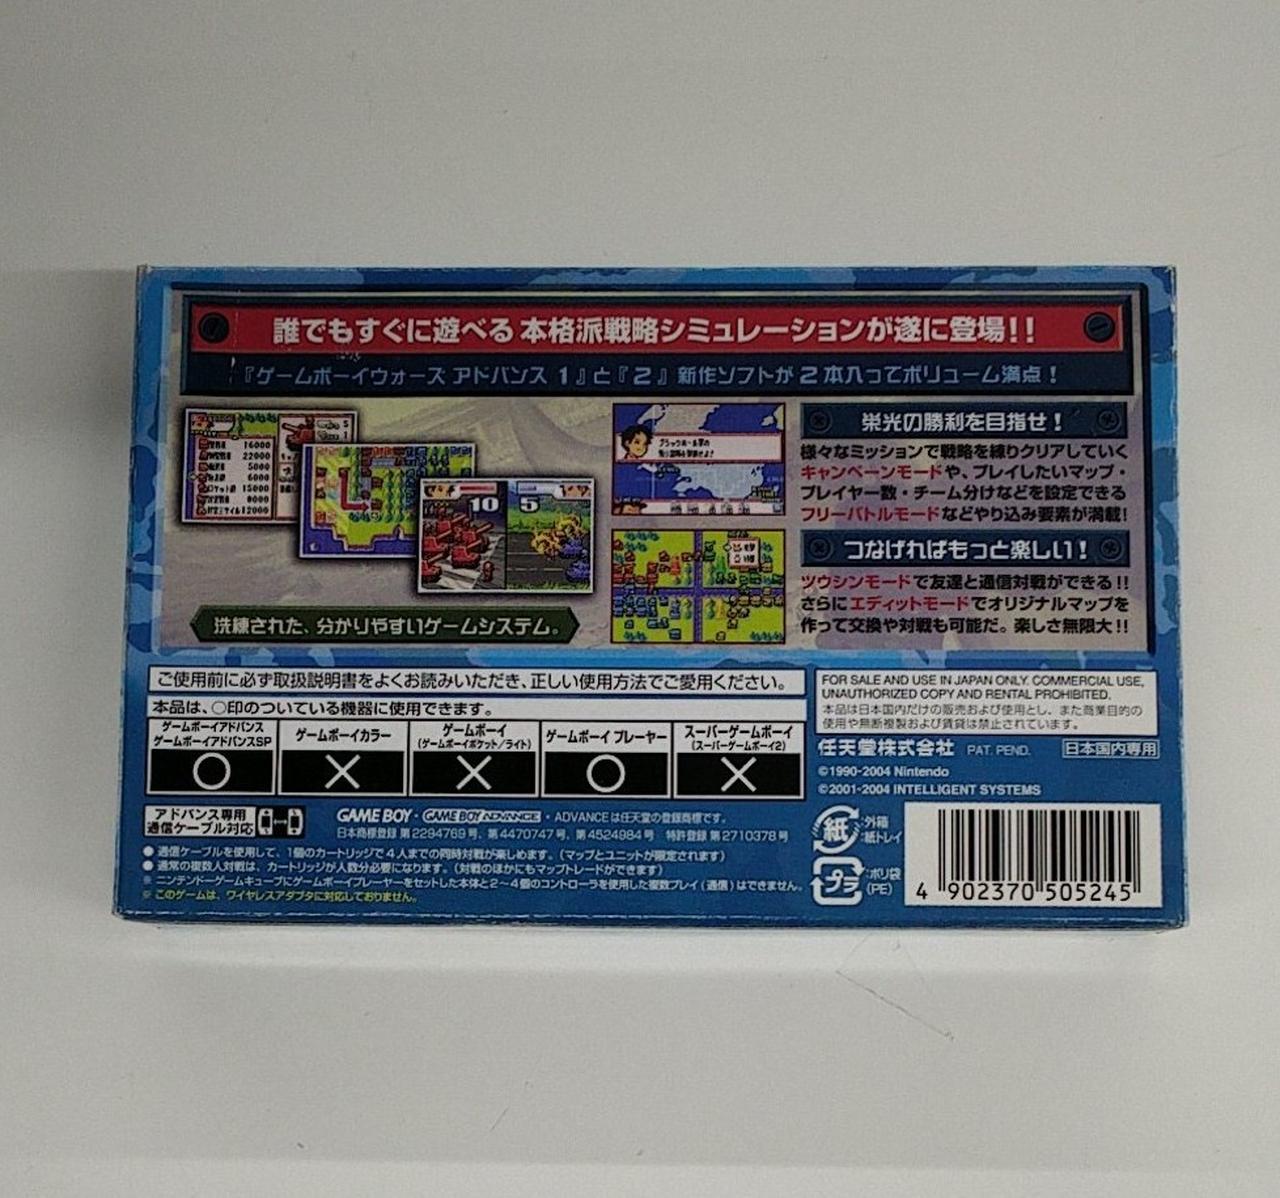 誰でもすぐに遊べる 本格派戦略シミュレーションが遂に登場!!
『ゲームボーイウォーズ アドバンス 1』と『2』新作ソフトが2本入ってボリューム満点!
16000
22000
5000
6000
15000
8000
12000
10 5
洗練された、分かりやすいゲームシステム。
栄光の勝利を目指せ!
様々なミッションで戦略を練りクリアしていく
キャンペーンモードや、プレイしたいマップ・
プレイヤー数・チーム分けなどを設定できる
フリーバトルモードなどやり込み要素が満載!
つなげればもっと楽しい!
ツウシンモードで友達と通信対戦ができる!!
さらにエディットモードでオリジナルマップを
作って交換や対戦も可能だ。楽しさ無限大!!
ご使用前に必ず取扱説明書をよくお読みいただき、正しい使用方法でご愛用ください。
本品は、○印のついている機器に使用できます。
ゲームボーイアドバンス
ゲームボーイアドバンスSP
○
ゲームボーイカラー
×
ゲームボーイ
(ゲームボーイポケット/ライト)
×
ゲームボーイ プレーヤー
○
スーパーゲームボーイ
(スーパーゲームボーイ2)
×
FOR SALE AND USE IN JAPAN ONLY. COMMERCIAL USE,
UNAUTHORIZED COPY AND RENTAL PROHIBITED.
本品は日本国内だけの販売および使用とし、また商業目的の
使用や無断複製および賃貸は禁止されています。
任天堂株式会社 PAT. PEND. 日本国内専用
©1990-2004 Nintendo
©2001-2004 INTELLIGENT SYSTEMS
アドバンス専用
通信ケーブル対応
GAME BOY・GAME BOY ADVANCE・ADVANCEは任天堂の登録商標です。
日本商標登録 第2294769号、第4470747号、第4524984号 特許登録 第2710378号
● 通信ケーブルを使用して、1個のカートリッジで4人までの同時対戦が楽しめます。(マップとユニットが限定されます)
● 通常の複数人対戦は、カートリッジが人数分必要になります。(対戦のほかにもマップトレードができます)
※ ニンテンドーゲームキューブにゲームボーイプレーヤーをセットした本体と2〜4個のコントローラを使用した複数プレイ(通信)はできません。
※ このゲームは、ワイヤレスアダプタに対応しておりません。
紙
:外箱
:紙トレイ
プラ
:ポリ袋
(PE)
4 902370 505245